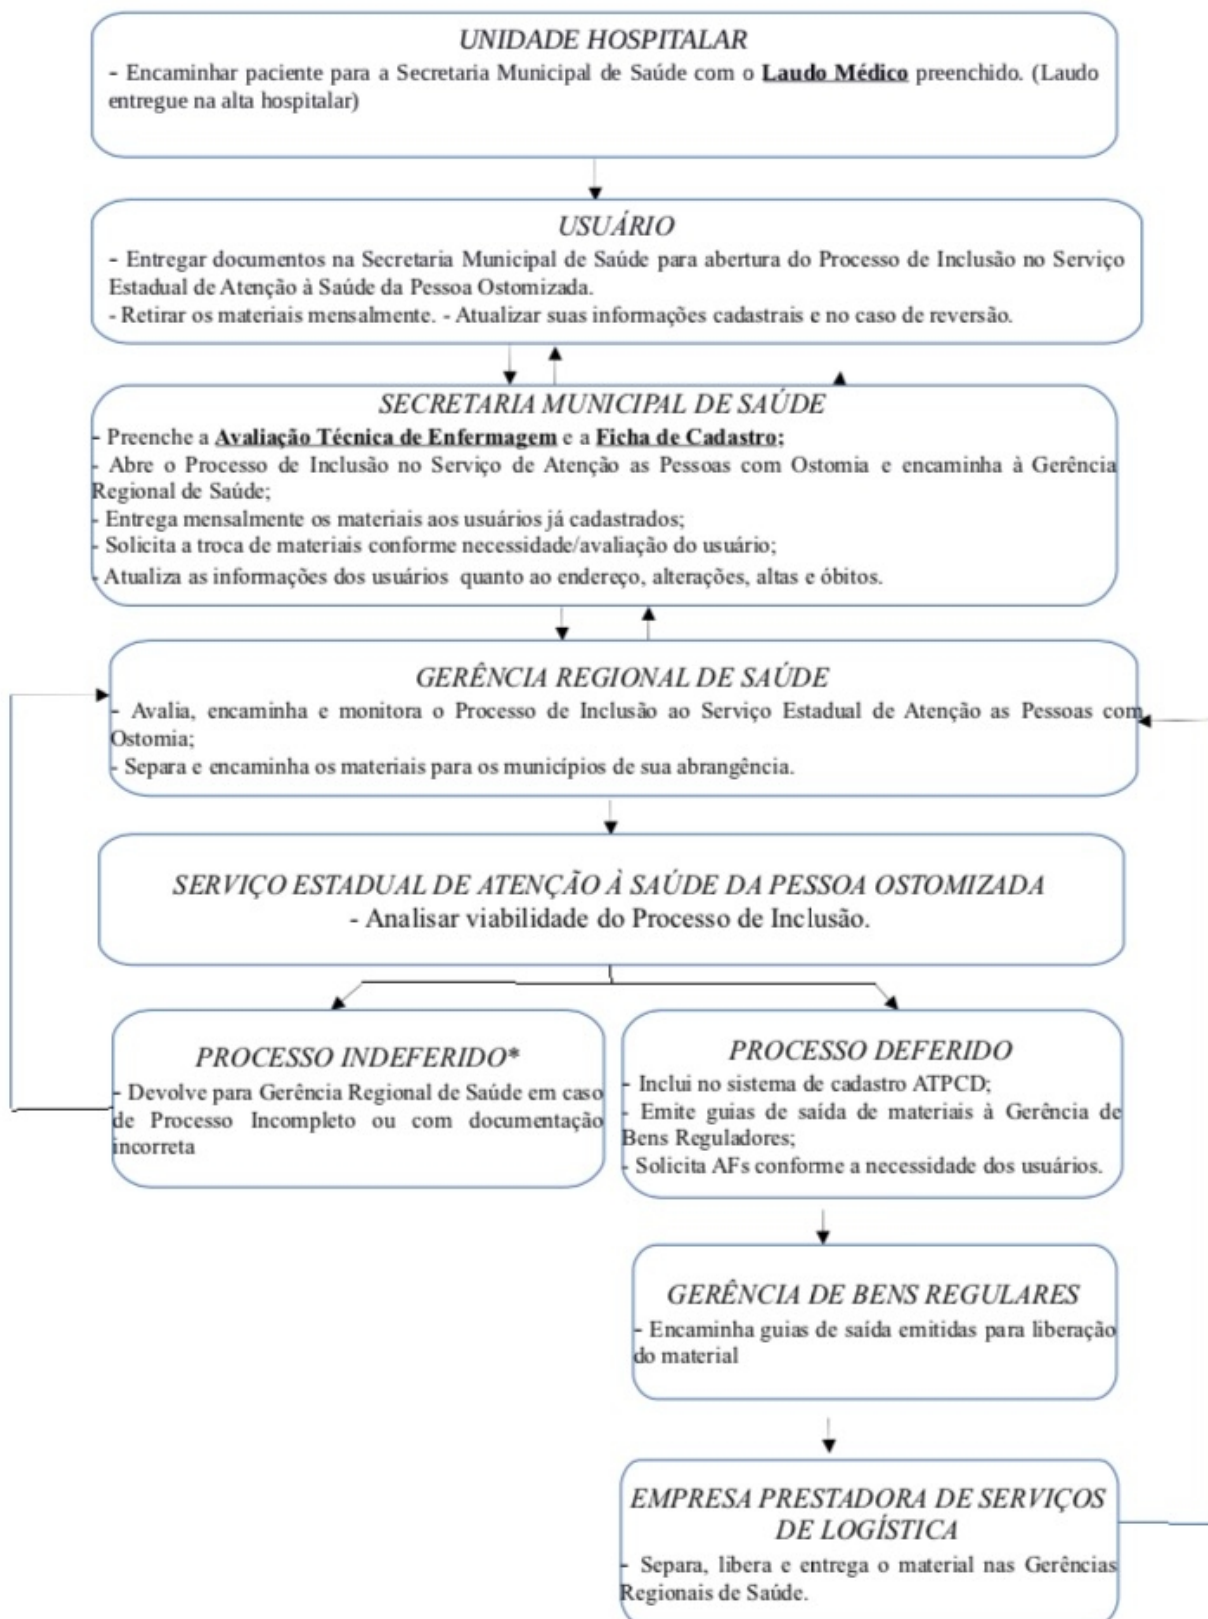 UNIDADE HOSPITALAR
- Encaminhar paciente para a Secretaria Municipal de Saúde com o Laudo Médico preenchido. (Laudo
entregue na alta hospitalar)
USUÁRIO
- Entregar documentos na Secretaria Municipal de Saúde para abertura do Processo de Inclusão no Serviço
Estadual de Atenção à Saúde da Pessoa Ostomizada.
- Retirar os materiais mensalmente. - Atualizar suas informações cadastrais e no caso de reversão.
SECRETARIA MUNICIPAL DE SAÚDE
- Preenche a Avaliação Técnica de Enfermagem e a Ficha de Cadastro;
- Abre o Processo de Inclusão no Serviço de Atenção as Pessoas com Ostomia e encaminha à Gerência
Regional de Saúde;
- Entrega mensalmente os materiais aos usuários já cadastrados;
- Solicita a troca de materiais conforme necessidade/avaliação do usuário;
- Atualiza as informações dos usuários quanto ao endereço, alterações, altas e óbitos.
GERÊNCIA REGIONAL DE SAÚDE
- Avalia, encaminha e monitora o Processo de Inclusão ao Serviço Estadual de Atenção as Pessoas com
Ostomia;
- Separa e encaminha os materiais para os municípios de sua abrangência.
SERVIÇO ESTADUAL DE ATENÇÃO À SAÚDE DA PESSOA OSTOMIZADA
- Analisar viabilidade do Processo de Inclusão.
PROCESSO INDEFERIDO*
- Devolve para Gerência Regional de Saúde em caso
de Processo Incompleto ou com documentação
incorreta
PROCESSO DEFERIDO
- Inclui no sistema de cadastro ATPCD;
- Emite guias de saída de materiais à Gerência de
Bens Reguladores;
- Solicita AFs conforme a necessidade dos usuários.
GERÊNCIA DE BENS REGULARES
- Encaminha guias de saída emitidas para liberação
do material
EMPRESA PRESTADORA DE SERVIÇOS
DE LOGÍSTICA
- Separa, libera e entrega o material nas Gerências
Regionais de Saúde.